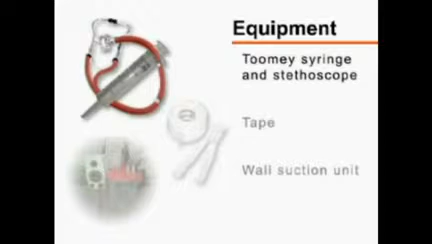 Equipment
Toomey syringe
and stethoscope
Tape
Wall suction unit